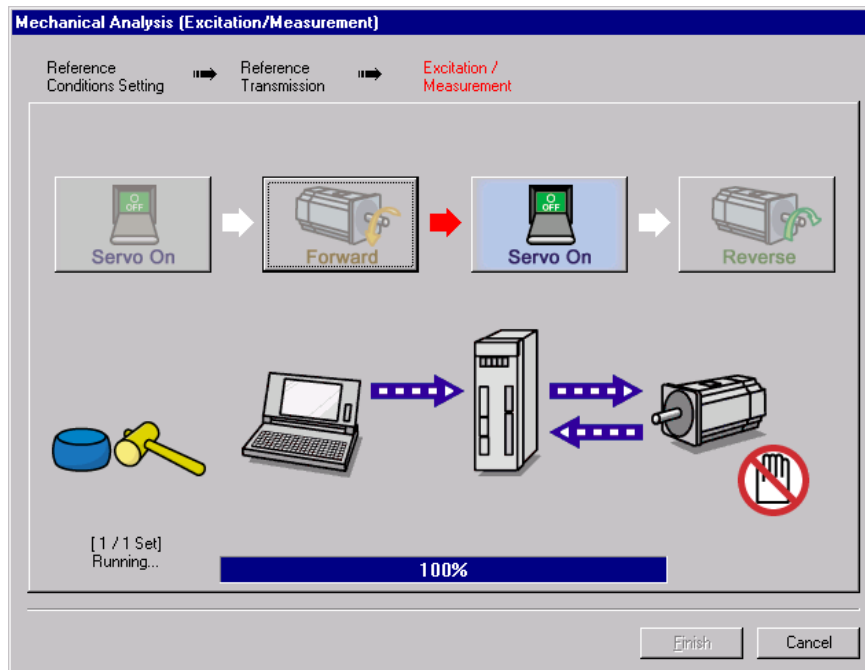 Mechanical Analysis (Excitation/Measurement)
Reference
Conditions Setting
Reference
Transmission
Excitation /
Measurement
OFF
Servo On
Forward
OFF
Servo On
Reverse
[ 1 / 1 Set]
Running...
100%
Finish
Cancel